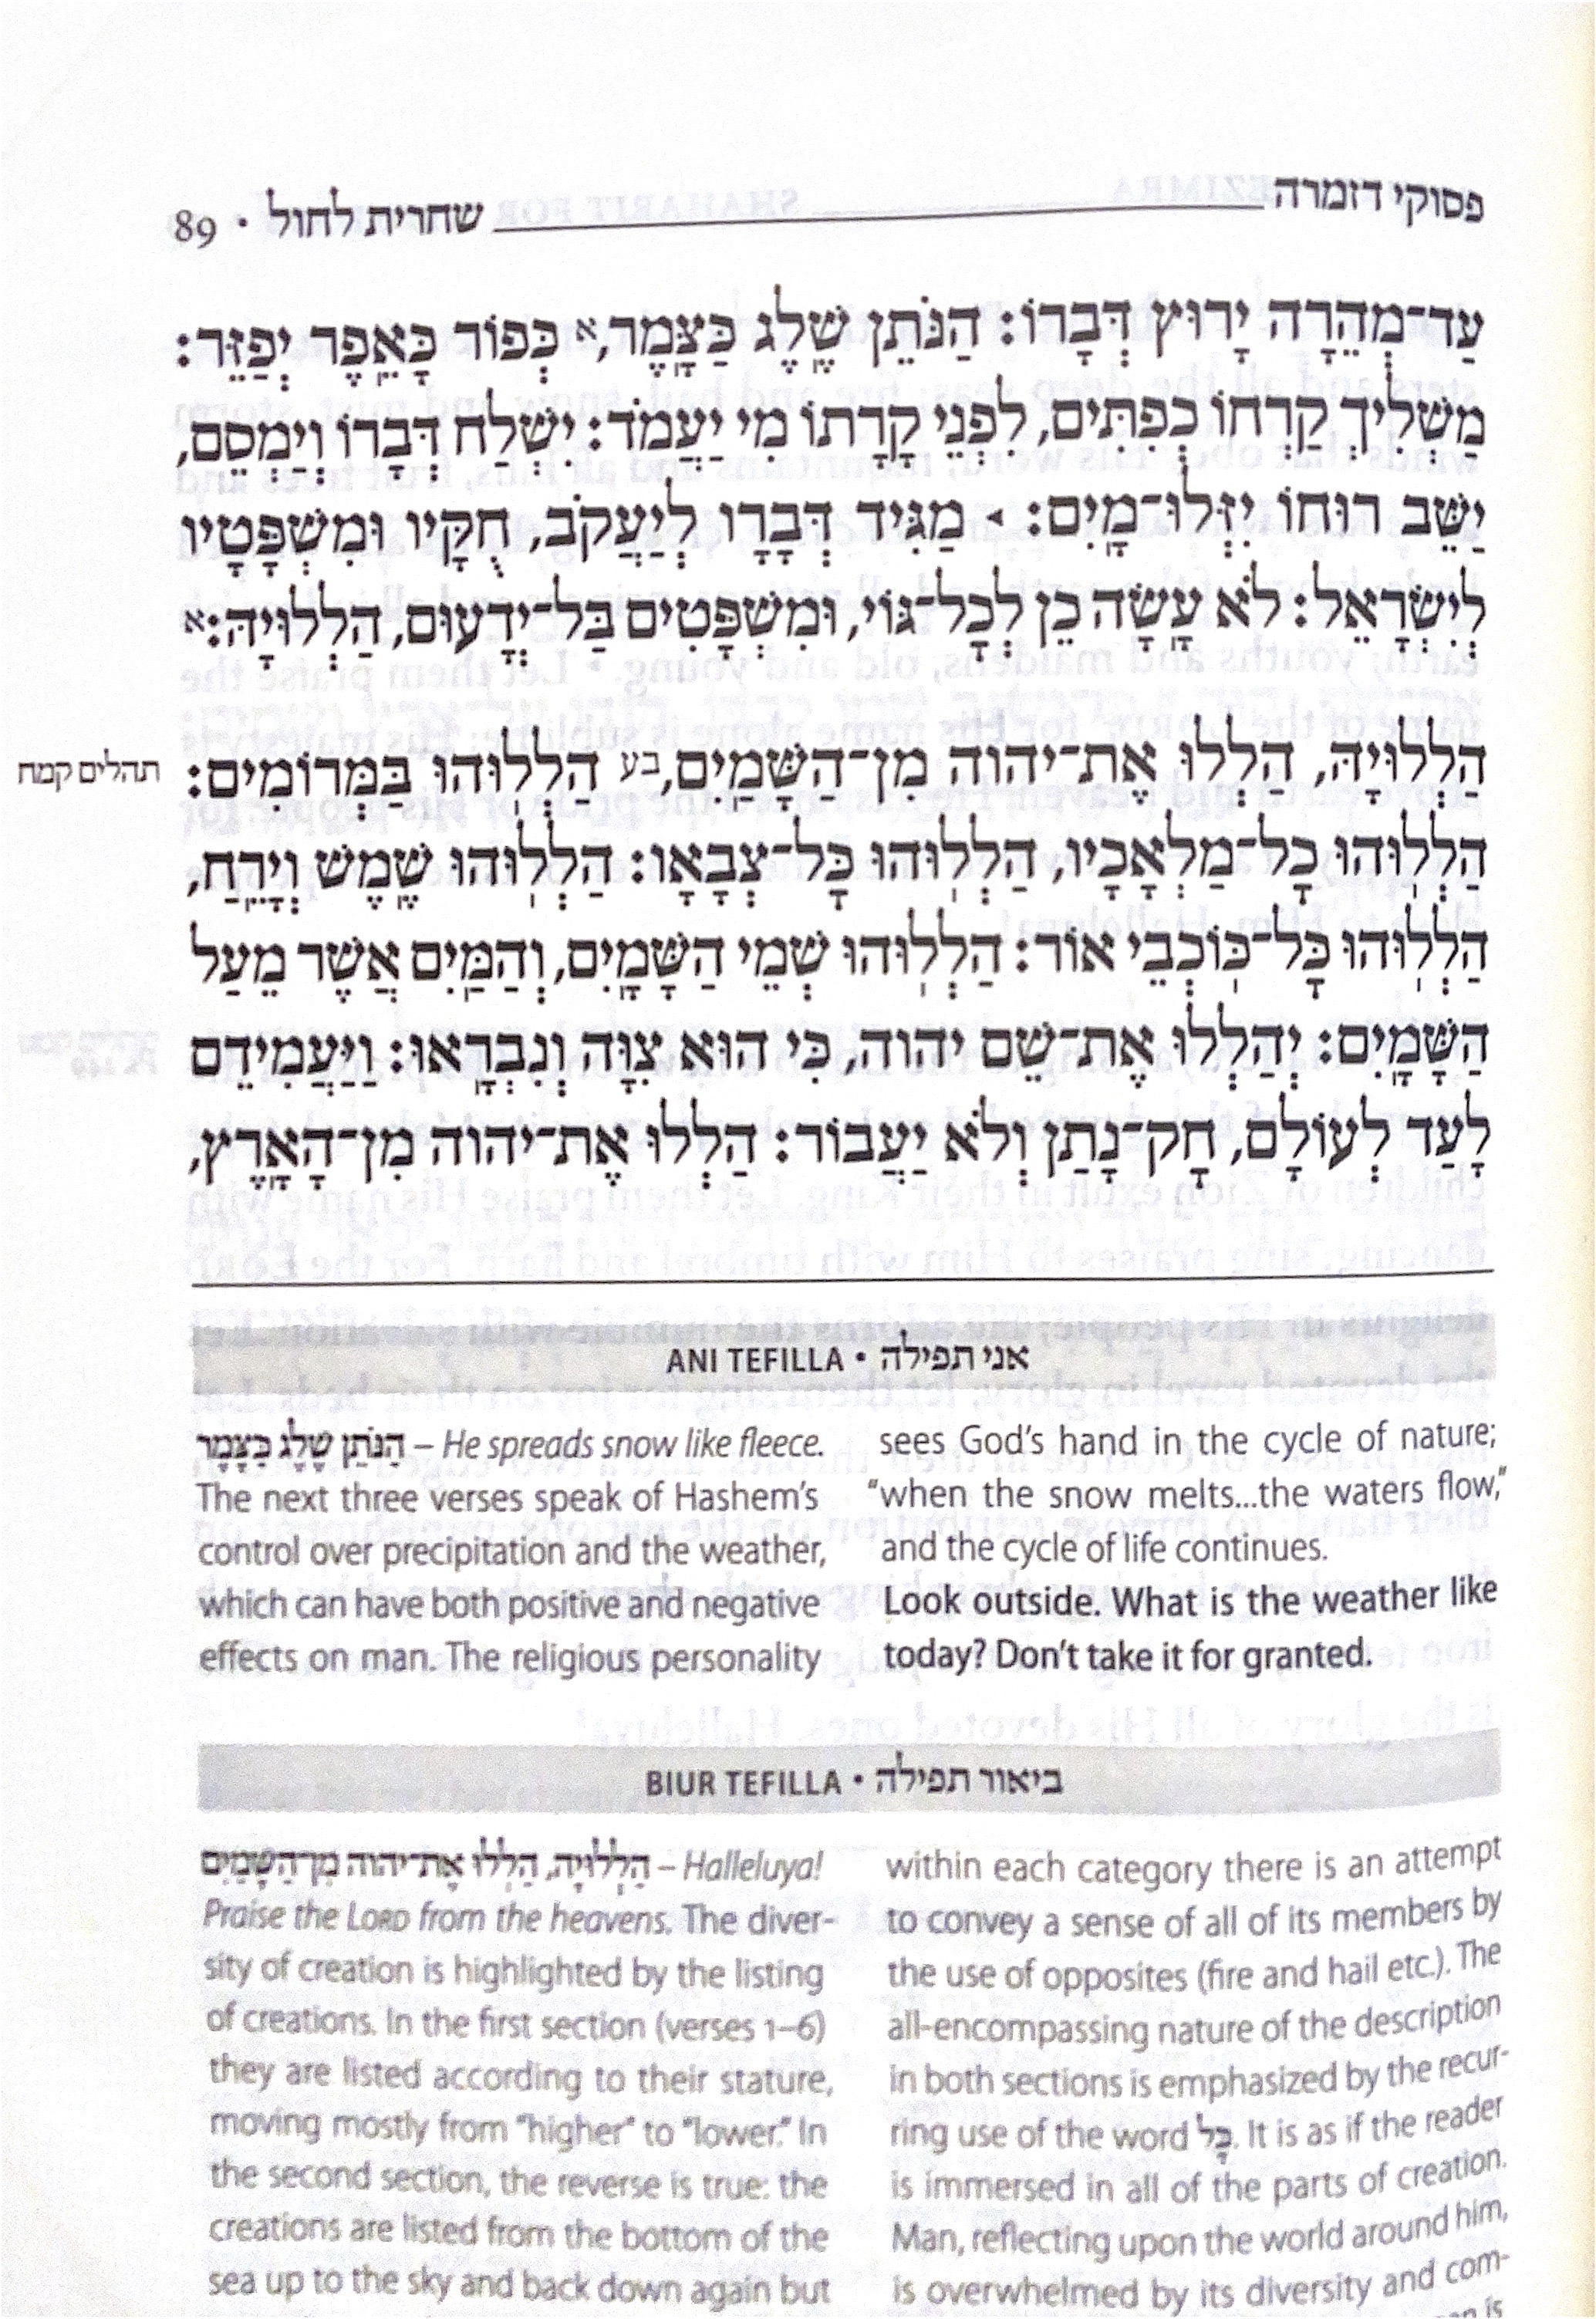 פסוקי דזמרה שחרית לחול • 89
עַד־מְהֵרָה יָרוּץ דְּבָרוֹ: הַנֹּתֵן שֶׁלֶג כַּצָּמֶר,א כְּפוֹר כָּאֵפֶר יְפַזֵּר:
מַשְׁלִיךְ קַרְחוֹ כְפִתִּים, לִפְנֵי קָרָתוֹ מִי יַעֲמֹד: יִשְׁלַח דְּבָרוֹ וְיַמְסֵם,
יַשֵּׁב רוּחוֹ יִזְּלוּ־מָיִם: ‣ מַגִּיד דְּבָרָו לְיַעֲקֹב, חֻקָּיו וּמִשְׁפָּטָיו
לְיִשְׂרָאֵל: לֹא עָשָׂה כֵן לְכָל־גּוֹי, וּמִשְׁפָּטִים בַּל־יְדָעוּם, הַלְלוּיָהּ:א
תהלים קמח
הַלְלוּיָהּ, הַלְלוּ אֶת־יהוה מִן־הַשָּׁמַיִם,בע הַלְלוּהוּ בַּמְּרוֹמִים:
הַלְלוּהוּ כָל־מַלְאָכָיו, הַלְלוּהוּ כָּל־צְבָאָו: הַלְלוּהוּ שֶׁמֶשׁ וְיָרֵחַ,
הַלְלוּהוּ כָּל־כּוֹכְבֵי אוֹר: הַלְלוּהוּ שְׁמֵי הַשָּׁמָיִם, וְהַמַּיִם אֲשֶׁר מֵעַל
הַשָּׁמָיִם: יְהַלְלוּ אֶת־שֵׁם יהוה, כִּי הוּא צִוָּה וְנִבְרָאוּ: וַיַּעֲמִידֵם
לָעַד לְעוֹלָם, חָק־נָתַן וְלֹא יַעֲבוֹר: הַלְלוּ אֶת־יהוה מִן־הָאָרֶץ,
ANI TEFILLA • אני תפילה
הַנֹּתֵן שֶׁלֶג כַּצָּמֶר – He spreads snow like fleece.
The next three verses speak of Hashem's
control over precipitation and the weather,
which can have both positive and negative
effects on man. The religious personality
sees God's hand in the cycle of nature;
"when the snow melts...the waters flow,"
and the cycle of life continues.
Look outside. What is the weather like
today? Don't take it for granted.
BIUR TEFILLA • ביאור תפילה
הַלְלוּיָהּ, הַלְלוּ אֶת־יהוה מִן־הַשָּׁמַיִם – Halleluya!
Praise the LORD from the heavens. The diver-
sity of creation is highlighted by the listing
of creations. In the first section (verses 1–6)
they are listed according to their stature,
moving mostly from "higher" to "lower." In
the second section, the reverse is true: the
creations are listed from the bottom of the
sea up to the sky and back down again but
within each category there is an attempt
to convey a sense of all of its members by
the use of opposites (fire and hail etc.). The
all-encompassing nature of the description
in both sections is emphasized by the recur-
ring use of the word כָּל. It is as if the reader
is immersed in all of the parts of creation.
Man, reflecting upon the world around him,
is overwhelmed by its diversity and com-